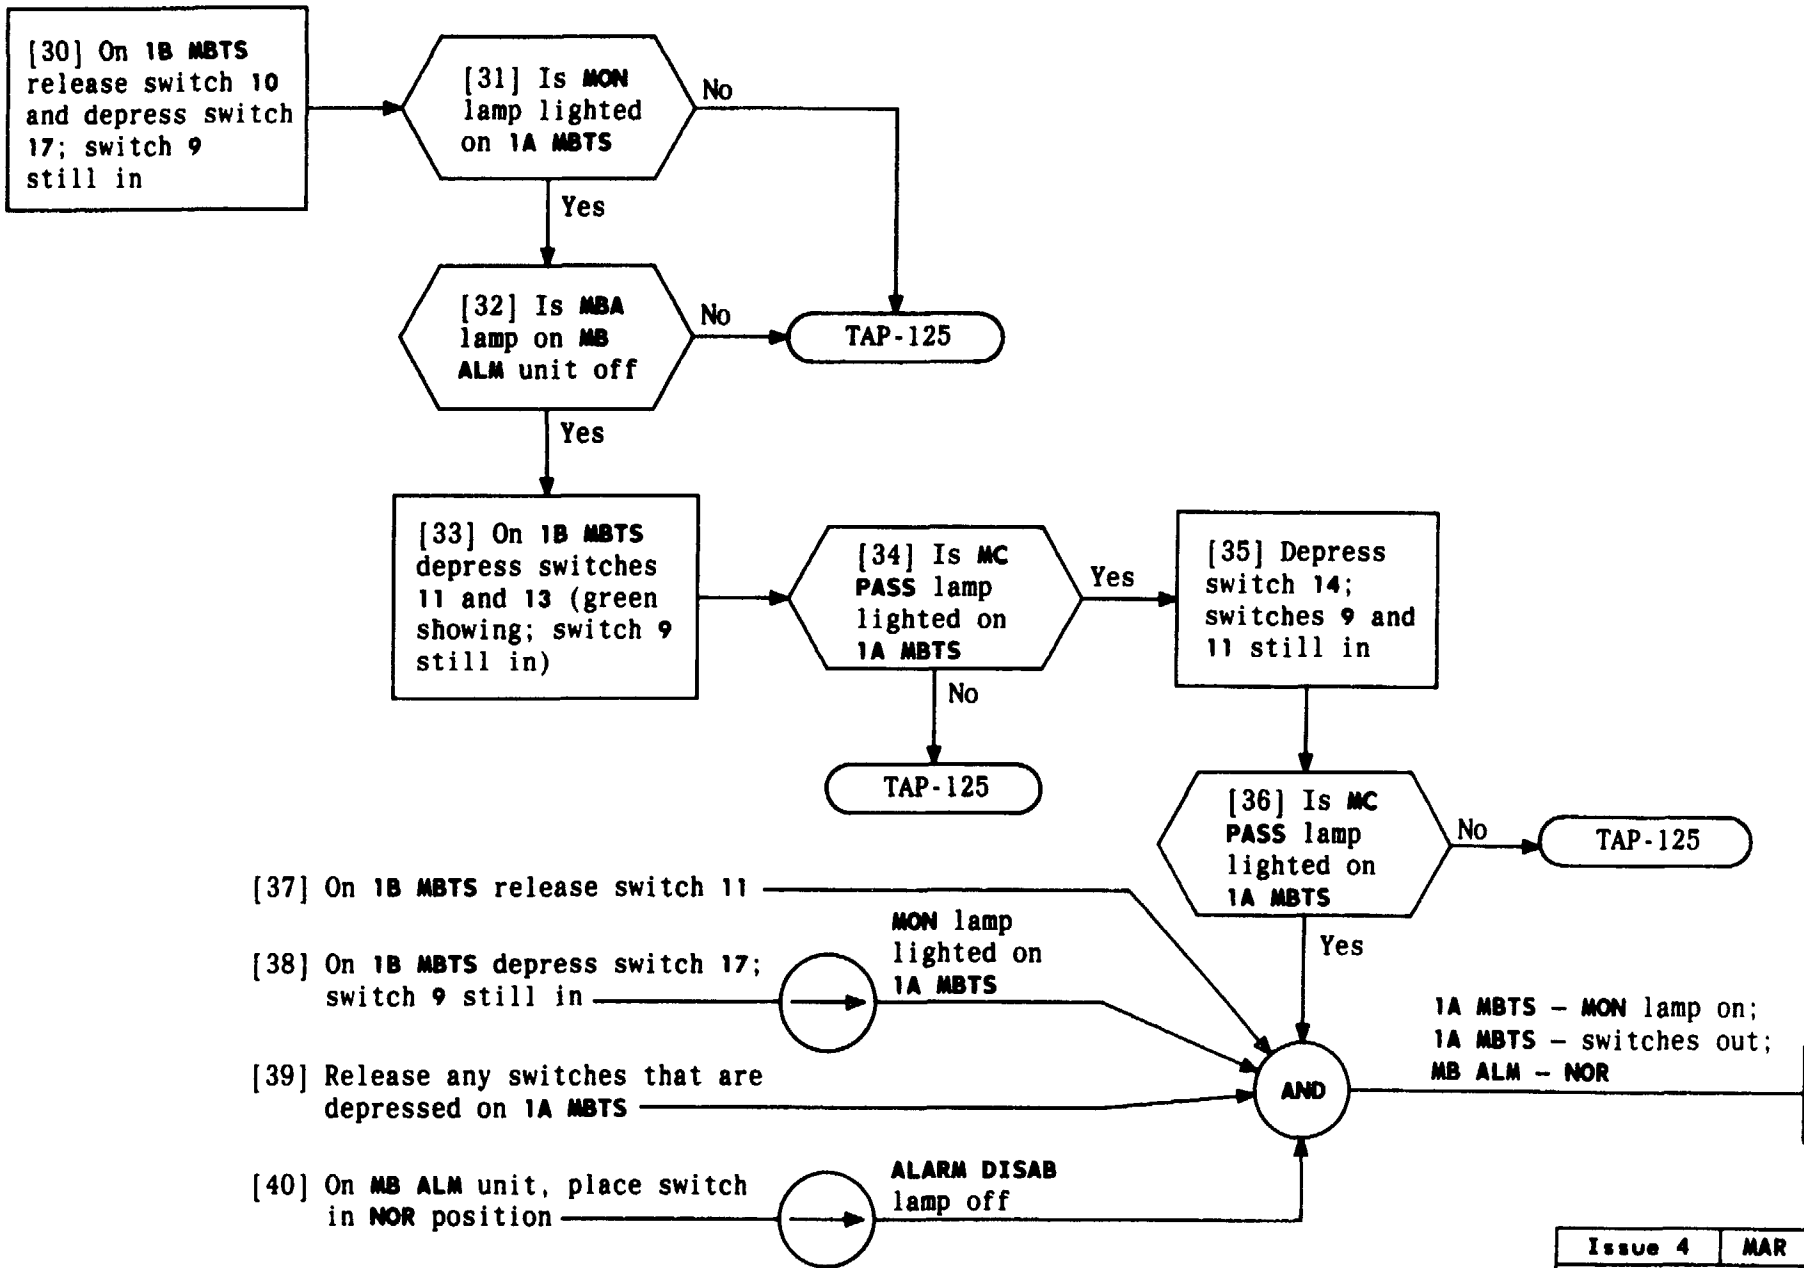 [30] On 1B MBTS
release switch 10
and depress switch
17; switch 9
still in
[31] Is MON
lamp lighted
on 1A MBTS
No
Yes
[32] Is MBA
lamp on MB
ALM unit off
No
TAP-125
Yes
[33] On 1B MBTS
depress switches
11 and 13 (green
showing; switch 9
still in)
[34] Is MC
PASS lamp
lighted on
1A MBTS
Yes
[35] Depress
switch 14;
switches 9 and
11 still in
No
TAP-125
[36] Is MC
PASS lamp
lighted on
1A MBTS
No
TAP-125
Yes
[37] On 1B MBTS release switch 11
[38] On 1B MBTS depress switch 17;
switch 9 still in
MON lamp
lighted on
1A MBTS
[39] Release any switches that are
depressed on 1A MBTS
[40] On MB ALM unit, place switch
in NOR position
ALARM DISAB
lamp off
AND
1A MBTS – MON lamp on;
1A MBTS – switches out;
MB ALM – NOR
Issue 4 MAR